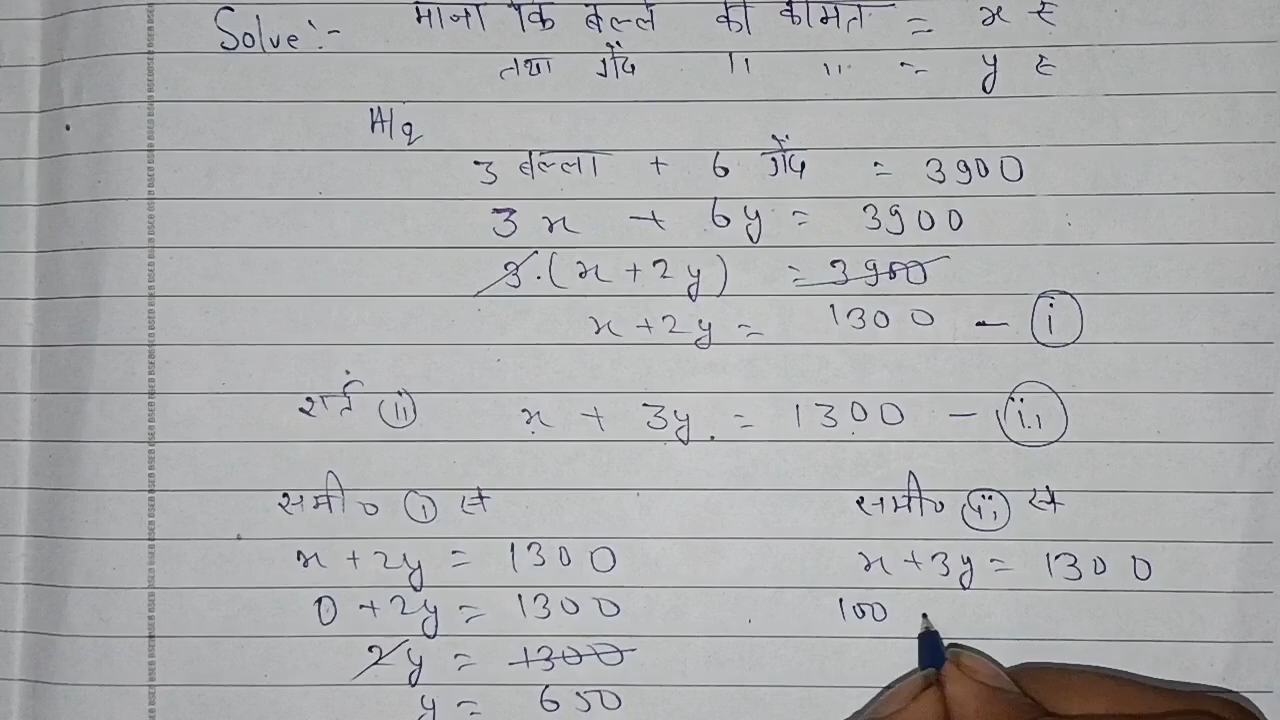 Solve:- माना कि बल्ले की कीमत = x ₹
तथा गेंद " " = y ₹
A/q
3 बल्ला + 6 गेंद = 3900
3x + 6y = 3900
3.(x+2y) = 3900
x+2y = 1300 - (i)
शर्त (ii) x + 3y = 1300 - (ii)
समी० (i) से
x+2y = 1300
0+2y = 1300
2y = 1300
y = 650
समी० (ii) से
x+3y = 1300
100